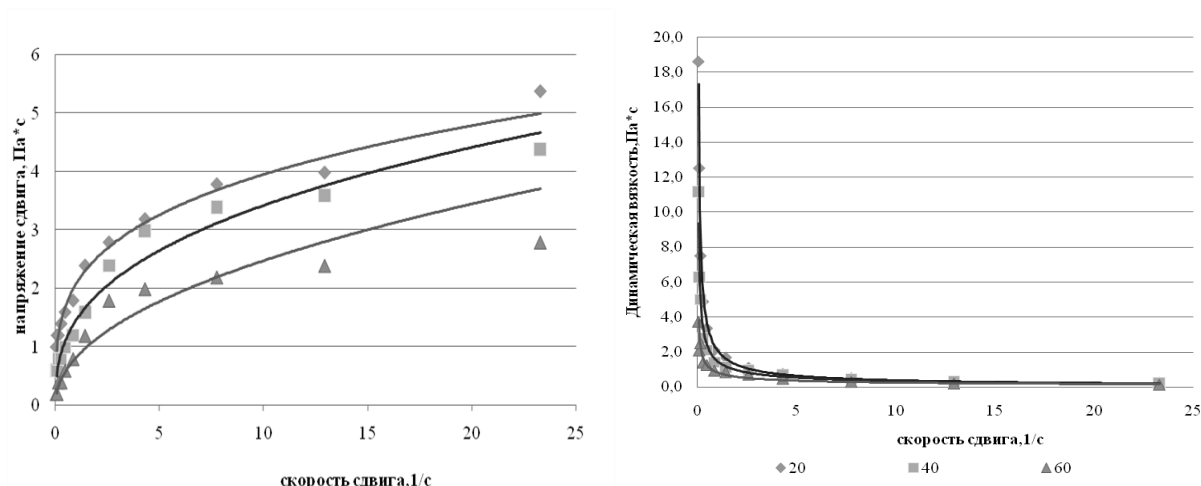 6
5
4
3
2
1
0
0 5 10 15 20 25
напряжение сдвига, Па*с
скорость сдвига,1/с
20,0
18,0
16,0
14,0
12,0
10,0
8,0
6,0
4,0
2,0
0,0
0 5 10 15 20 25
Динамическая вязкость,Па*с
скорость сдвига,1/с
20 40 60